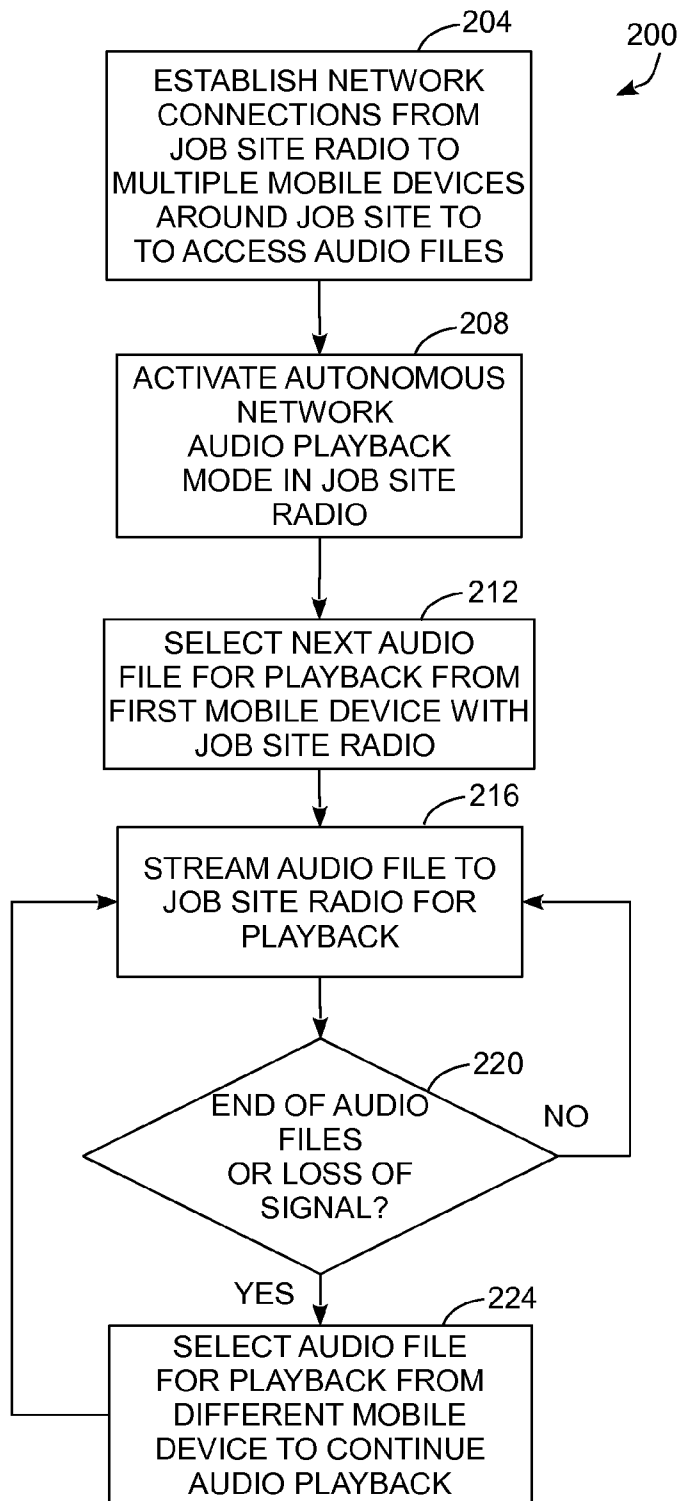 204
200
ESTABLISH NETWORK
CONNECTIONS FROM
JOB SITE RADIO TO
MULTIPLE MOBILE DEVICES
AROUND JOB SITE TO
TO ACCESS AUDIO FILES
208
ACTIVATE AUTONOMOUS
NETWORK
AUDIO PLAYBACK
MODE IN JOB SITE
RADIO
212
SELECT NEXT AUDIO
FILE FOR PLAYBACK FROM
FIRST MOBILE DEVICE WITH
JOB SITE RADIO
216
STREAM AUDIO FILE TO
JOB SITE RADIO FOR
PLAYBACK
220
END OF AUDIO
FILES
OR LOSS OF
SIGNAL?
NO
YES
224
SELECT AUDIO FILE
FOR PLAYBACK FROM
DIFFERENT MOBILE
DEVICE TO CONTINUE
AUDIO PLAYBACK